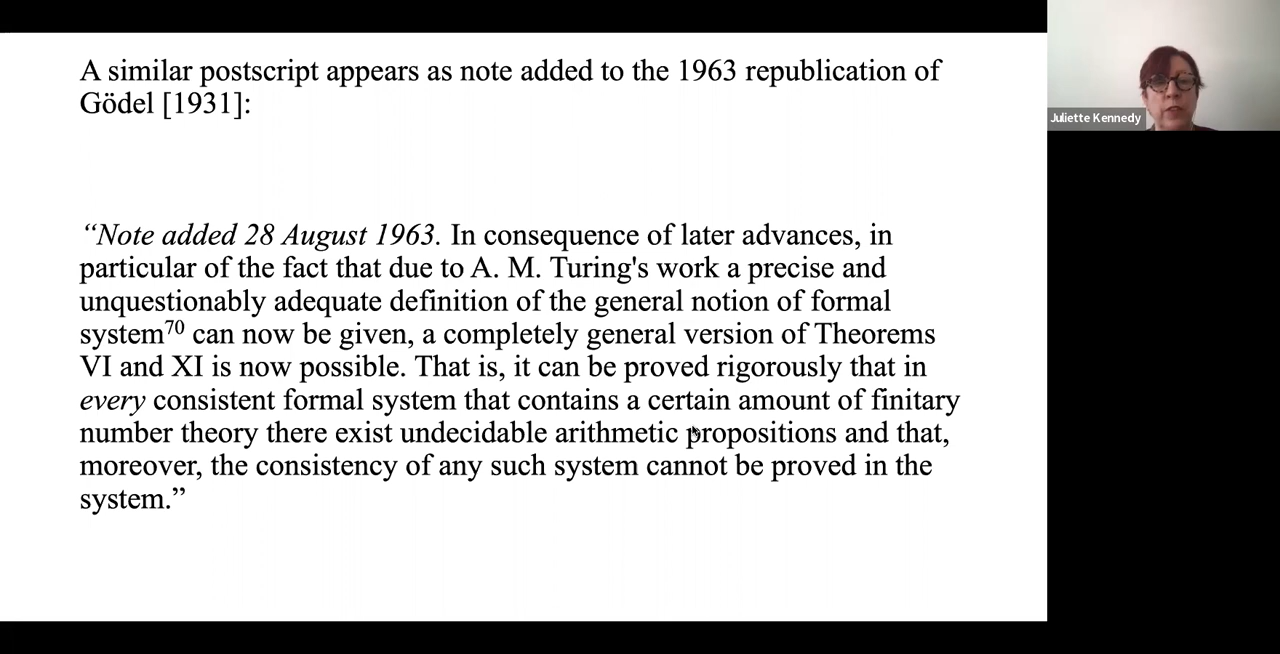 A similar postscript appears as note added to the 1963 republication of
Gödel [1931]:
“Note added 28 August 1963. In consequence of later advances, in
particular of the fact that due to A. M. Turing's work a precise and
unquestionably adequate definition of the general notion of formal
system⁷⁰ can now be given, a completely general version of Theorems
VI and XI is now possible. That is, it can be proved rigorously that in
every consistent formal system that contains a certain amount of finitary
number theory there exist undecidable arithmetic propositions and that,
moreover, the consistency of any such system cannot be proved in the
system.”
Juliette Kennedy